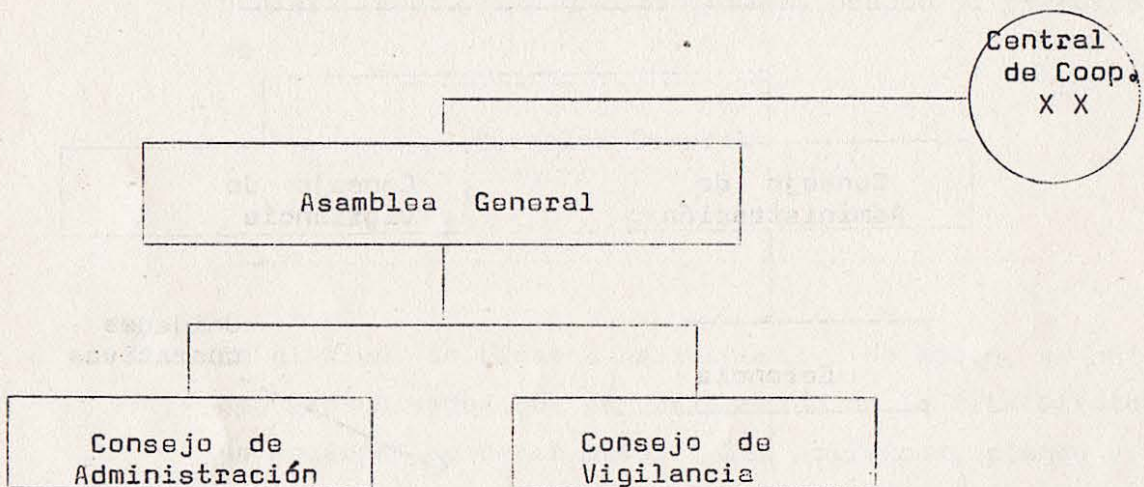 Central
de Coop.
X X
Asamblea General
Consejo de
Administración
Consejo de
Vigilancia